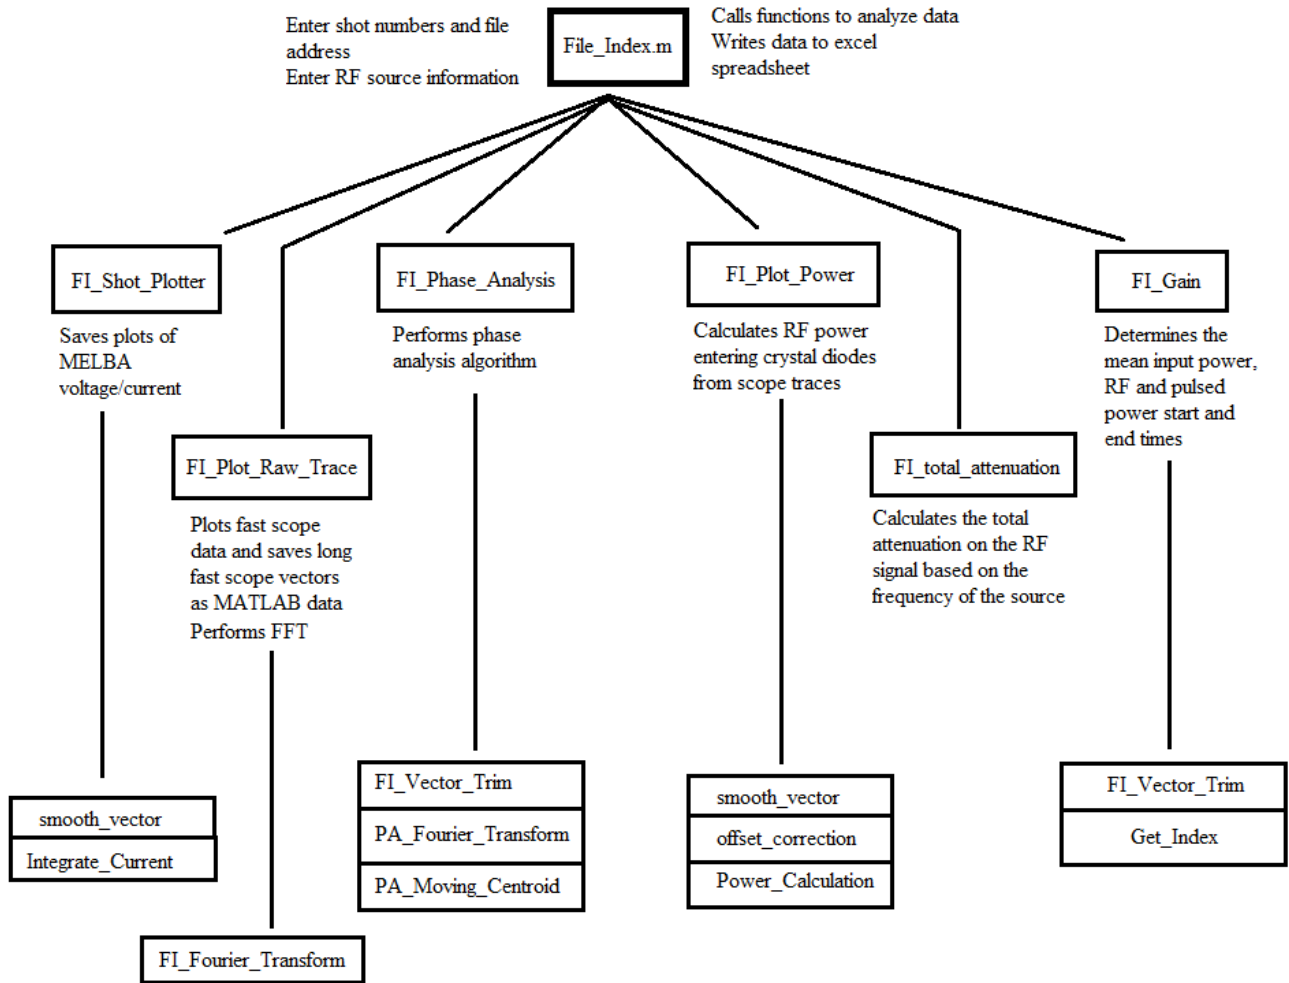 Enter shot numbers and file
address
Enter RF source information
File_Index.m
Calls functions to analyze data
Writes data to excel
spreadsheet
FI_Shot_Plotter
Saves plots of
MELBA
voltage/current
FI_Phase_Analysis
Performs phase
analysis algorithm
FI_Plot_Power
Calculates RF power
entering crystal diodes
from scope traces
FI_Gain
Determines the
mean input power,
RF and pulsed
power start and
end times
FI_Plot_Raw_Trace
Plots fast scope
data and saves long
fast scope vectors
as MATLAB data
Performs FFT
FI_total_attenuation
Calculates the total
attenuation on the RF
signal based on the
frequency of the source
smooth_vector
Integrate_Current
FI_Vector_Trim
PA_Fourier_Transform
PA_Moving_Centroid
smooth_vector
offset_correction
Power_Calculation
FI_Vector_Trim
Get_Index
FI_Fourier_Transform